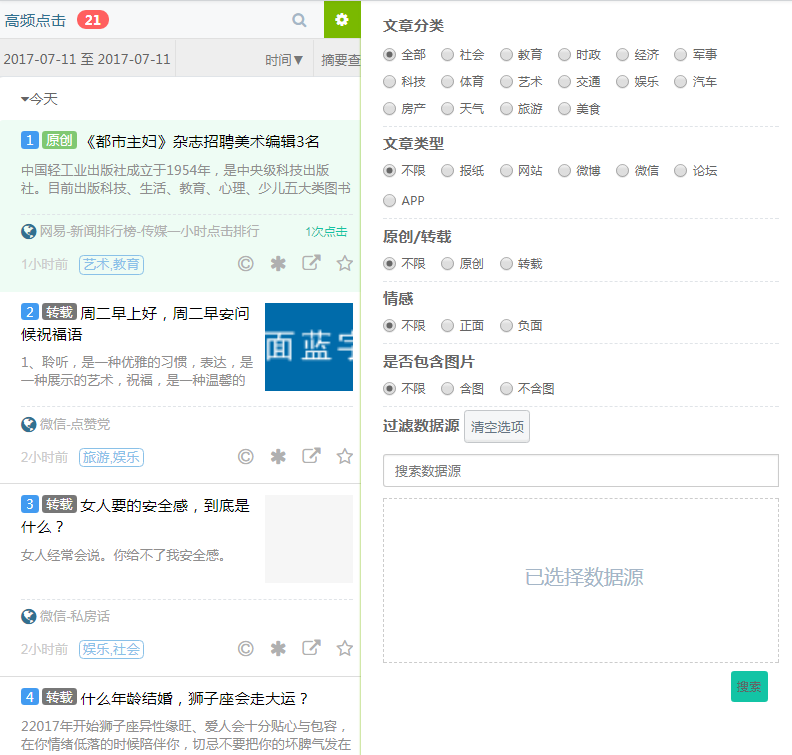 高频点击 21
2017-07-11 至 2017-07-11 时间▼ 摘要查
今天
1 原创 《都市主妇》杂志招聘美术编辑3名
中国轻工业出版社成立于1954年，是中央级科技出版
社。目前出版科技、生活、教育、心理、少儿五大类图书
网易-新闻排行榜-传媒一小时点击排行 1次点击
1小时前 艺术,教育
2 转载 周二早上好，周二早安问
候祝福语
面 蓝字
1、聆听，是一种优雅的习惯，表达，是
一种展示的艺术，祝福，是一种温馨的
微信-点赞党
2小时前 旅游,娱乐
3 转载 女人要的安全感，到底是
什么？
女人经常会说。你给不了我安全感。
微信-私房话
2小时前 娱乐,社会
4 转载 什么年龄结婚，狮子座会走大运？
22017年开始狮子座异性缘旺、爱人会十分贴心与包容，
在你情绪低落的时候陪伴你，切忌不要把你的坏脾气发在
文章分类
全部 社会 教育 时政 经济 军事
科技 体育 艺术 交通 娱乐 汽车
房产 天气 旅游 美食
文章类型
不限 报纸 网站 微博 微信 论坛
APP
原创/转载
不限 原创 转载
情感
不限 正面 负面
是否包含图片
不限 含图 不含图
过滤数据源 清空选项
搜索数据源
已选择数据源
搜索